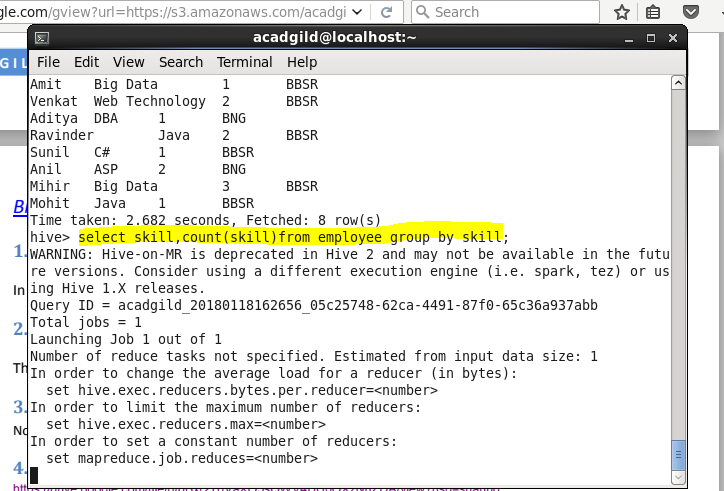 gle.com/gview?url=https://s3.amazonaws.com/acadgi
Search
acadgild@localhost:~
File Edit View Search Terminal Help
GIL
Amit Big Data 1 BBSR
Venkat Web Technology 2 BBSR
Aditya DBA 1 BNG
Ravinder Java 2 BBSR
Sunil C# 1 BBSR
Anil ASP 2 BNG
Mihir Big Data 3 BBSR
Mohit Java 1 BBSR
Time taken: 2.682 seconds, Fetched: 8 row(s)
hive> select skill,count(skill)from employee group by skill;
WARNING: Hive-on-MR is deprecated in Hive 2 and may not be available in the futu
re versions. Consider using a different execution engine (i.e. spark, tez) or us
ing Hive 1.X releases.
Query ID = acadgild_20180118162656_05c25748-62ca-4491-87f0-65c36a937abb
Total jobs = 1
Launching Job 1 out of 1
Number of reduce tasks not specified. Estimated from input data size: 1
In order to change the average load for a reducer (in bytes):
set hive.exec.reducers.bytes.per.reducer=<number>
In order to limit the maximum number of reducers:
set hive.exec.reducers.max=<number>
In order to set a constant number of reducers:
set mapreduce.job.reduces=<number>
1.
In
2.
Th
3.
No
4.